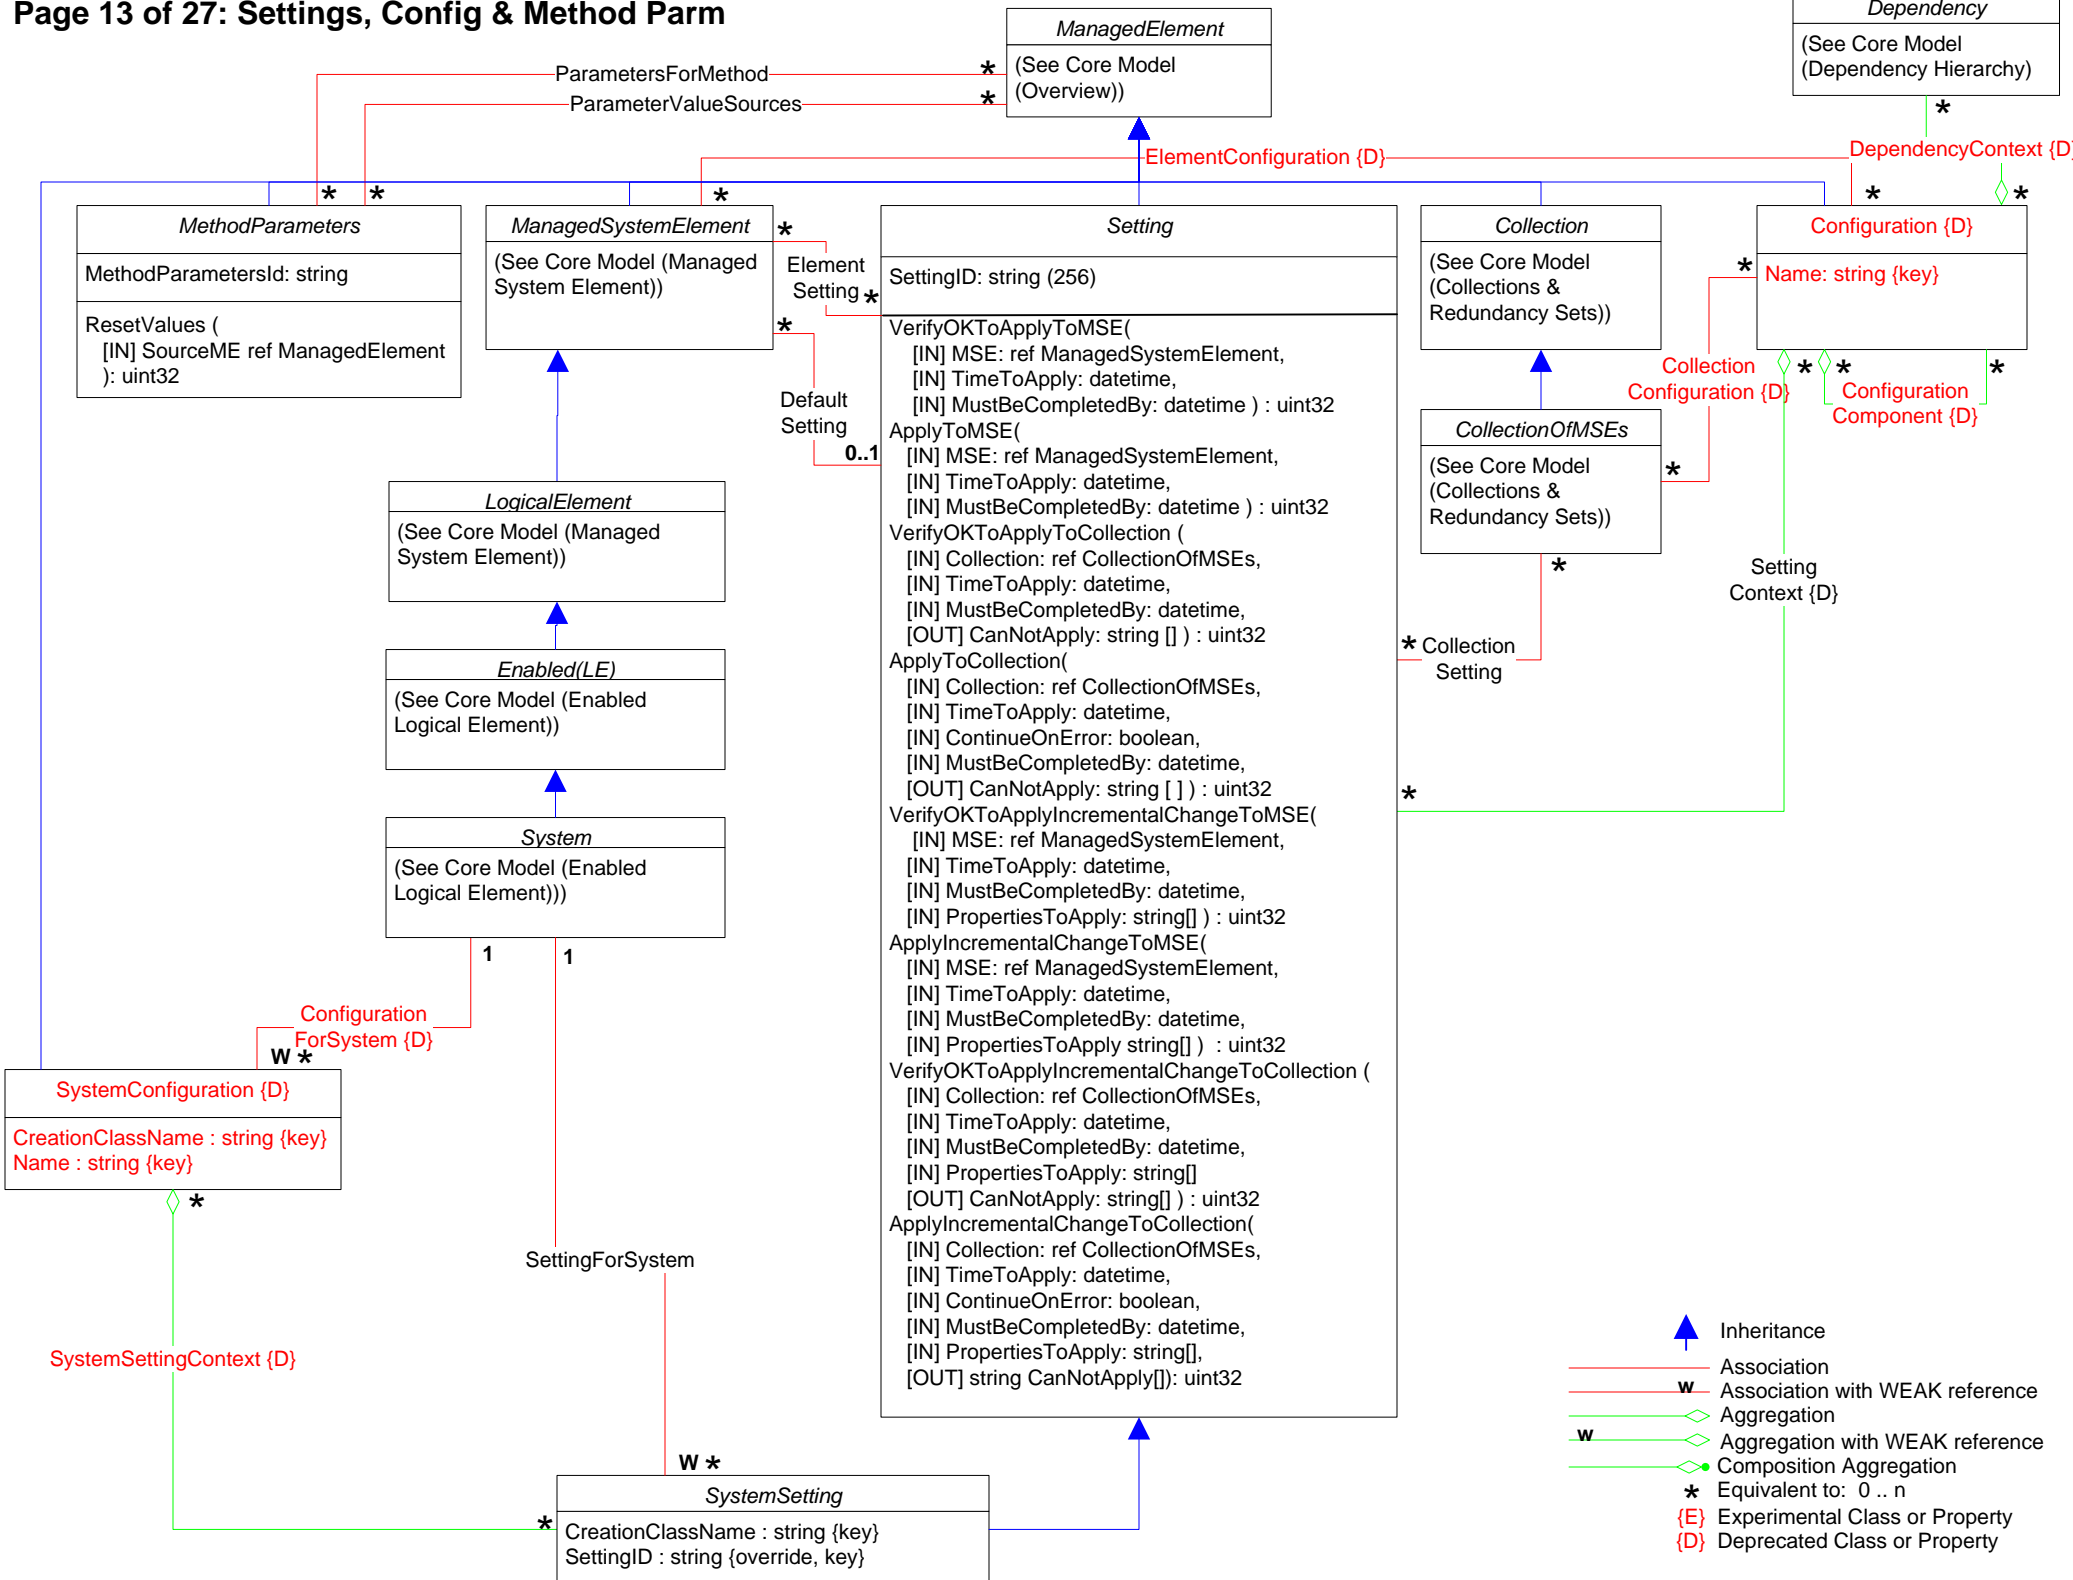 Page 13 of 27: Settings, Config & Method Parm
ManagedElement
(See Core Model
(Overview))
Dependency
(See Core Model
(Dependency Hierarchy)
*
ParametersForMethod
*
ParameterValueSources
*
ElementConfiguration {D}
DependencyContext {D}
*
*
*
*
*
MethodParameters
MethodParametersId: string
ResetValues (
[IN] SourceME ref ManagedElement
): uint32
ManagedSystemElement
(See Core Model (Managed
System Element))
*
Element
Setting
*
*
Default
Setting
0..1
Setting
SettingID: string (256)
VerifyOKToApplyToMSE(
[IN] MSE: ref ManagedSystemElement,
[IN] TimeToApply: datetime,
[IN] MustBeCompletedBy: datetime ) : uint32
ApplyToMSE(
[IN] MSE: ref ManagedSystemElement,
[IN] TimeToApply: datetime,
[IN] MustBeCompletedBy: datetime ) : uint32
VerifyOKToApplyToCollection (
[IN] Collection: ref CollectionOfMSEs,
[IN] TimeToApply: datetime,
[IN] MustBeCompletedBy: datetime,
[OUT] CanNotApply: string [] ) : uint32
ApplyToCollection(
[IN] Collection: ref CollectionOfMSEs,
[IN] TimeToApply: datetime,
[IN] ContinueOnError: boolean,
[IN] MustBeCompletedBy: datetime,
[OUT] CanNotApply: string [ ] ) : uint32
VerifyOKToApplyIncrementalChangeToMSE(
[IN] MSE: ref ManagedSystemElement,
[IN] TimeToApply: datetime,
[IN] MustBeCompletedBy: datetime,
[IN] PropertiesToApply: string[] ) : uint32
ApplyIncrementalChangeToMSE(
[IN] MSE: ref ManagedSystemElement,
[IN] TimeToApply: datetime,
[IN] MustBeCompletedBy: datetime,
[IN] PropertiesToApply string[] )  : uint32
VerifyOKToApplyIncrementalChangeToCollection (
[IN] Collection: ref CollectionOfMSEs,
[IN] TimeToApply: datetime,
[IN] MustBeCompletedBy: datetime,
[IN] PropertiesToApply: string[]
[OUT] CanNotApply: string[] ) : uint32
ApplyIncrementalChangeToCollection(
[IN] Collection: ref CollectionOfMSEs,
[IN] TimeToApply: datetime,
[IN] ContinueOnError: boolean,
[IN] MustBeCompletedBy: datetime,
[IN] PropertiesToApply: string[],
[OUT] string CanNotApply[]): uint32
Collection
(See Core Model
(Collections &
Redundancy Sets))
Configuration {D}
Name: string {key}
*
Collection
Configuration {D}
*
*
*
Configuration
Component {D}
CollectionOfMSEs
(See Core Model
(Collections &
Redundancy Sets))
*
*
Setting
Context {D}
*
Collection
Setting
*
LogicalElement
(See Core Model (Managed
System Element))
Enabled(LE)
(See Core Model (Enabled
Logical Element))
System
(See Core Model (Enabled
Logical Element)))
1
1
Configuration
ForSystem {D}
W *
SystemConfiguration {D}
CreationClassName : string {key}
Name : string {key}
*
SettingForSystem
SystemSettingContext {D}
W *
*
SystemSetting
CreationClassName : string {key}
SettingID : string {override, key}
Inheritance
Association
w Association with WEAK reference
Aggregation
w Aggregation with WEAK reference
Composition Aggregation
* Equivalent to:  0 .. n
{E} Experimental Class or Property
{D} Deprecated Class or Property